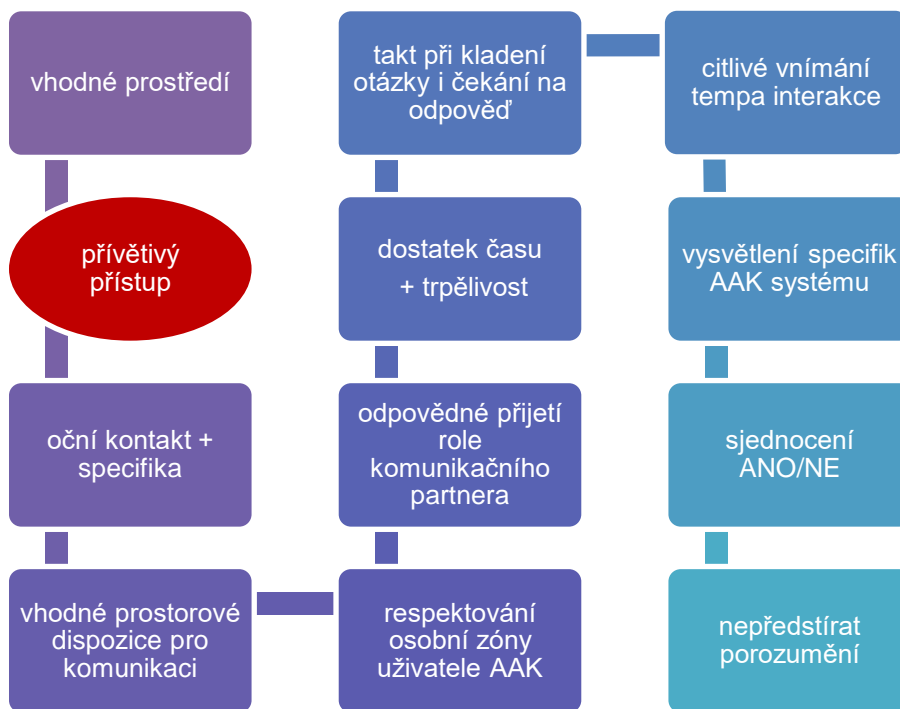 vhodné prostředí
přívětivý
přístup
oční kontakt +
specifika
vhodné prostorové
dispozice pro
komunikaci
respektování
osobní zóny
uživatele AAK
odpovědné přijetí
role
komunikačního
partnera
dostatek času
+ trpělivost
takt při kladení
otázky i čekání na
odpověď
citlivé vnímání
tempa interakce
vysvětlení specifik
AAK systému
sjednocení
ANO/NE
nepředstírat
porozumění